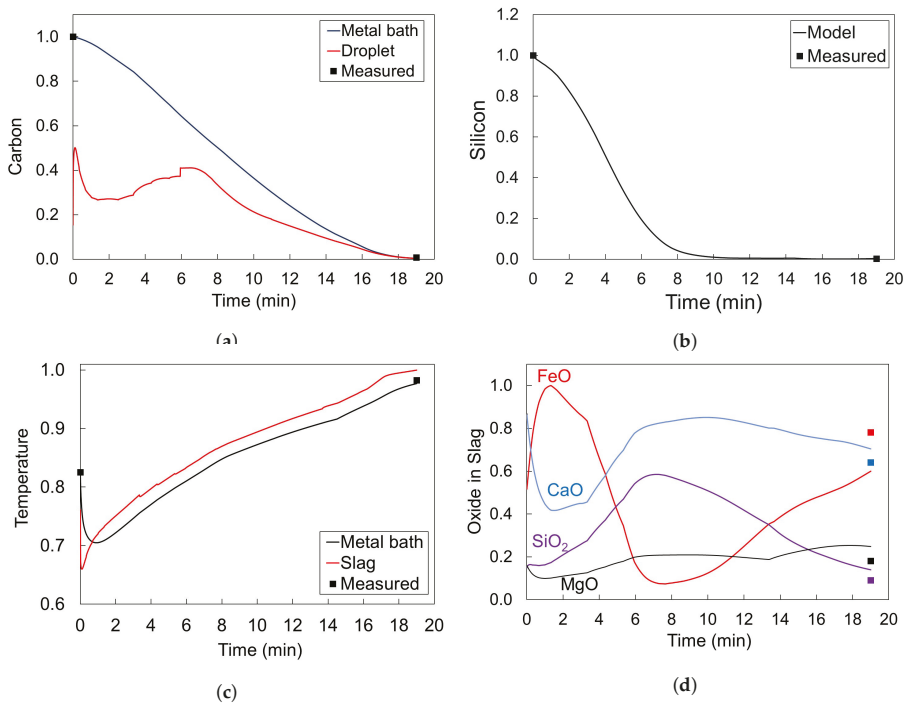 Carbon
1.0
0.8
0.6
0.4
0.2
0.0
Metal bath
Droplet
Measured
0 2 4 6 8 10 12 14 16 18 20
Time (min)
(a)
Silicon
1.2
1.0
0.8
0.6
0.4
0.2
0.0
Model
Measured
0 2 4 6 8 10 12 14 16 18 20
Time (min)
(b)
Temperature
1.0
0.9
0.8
0.7
0.6
Metal bath
Slag
Measured
0 2 4 6 8 10 12 14 16 18 20
Time (min)
(c)
Oxide in Slag
1.0
0.8
0.6
0.4
0.2
0.0
FeO
CaO
SiO₂
MgO
0 2 4 6 8 10 12 14 16 18 20
Time (min)
(d)